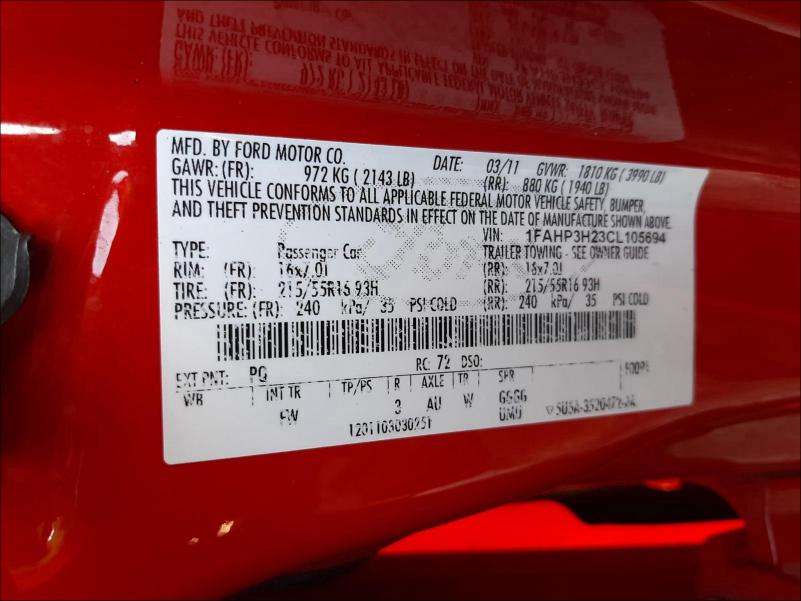 MFD. BY FORD MOTOR CO. DATE: 03/11 GVWR: 1810 KG ( 3990 LB)
GAWR: (FR): 972 KG ( 2143 LB) (RR): 880 KG ( 1940 LB)
THIS VEHICLE CONFORMS TO ALL APPLICABLE FEDERAL MOTOR VEHICLE SAFETY, BUMPER,
AND THEFT PREVENTION STANDARDS IN EFFECT ON THE DATE OF MANUFACTURE SHOWN ABOVE.
VIN: 1FAHP3H23CL105694
TYPE: Passenger Car TRAILER TOWING - SEE OWNER GUIDE
RIM: (FR): 16x7.0J (RR): 16x7.0J
TIRE: (FR): 215/55R16 93H (RR): 215/55R16 93H
PRESSURE: (FR): 240 kPa/ 35 PSI COLD (RR): 240 kPa/ 35 PSI COLD
RC: 72 DSO:
EXT PNT: PQ
WB INT TR TP/PS R AXLE TR SPR
FW 3 AU W GGGG
UMU